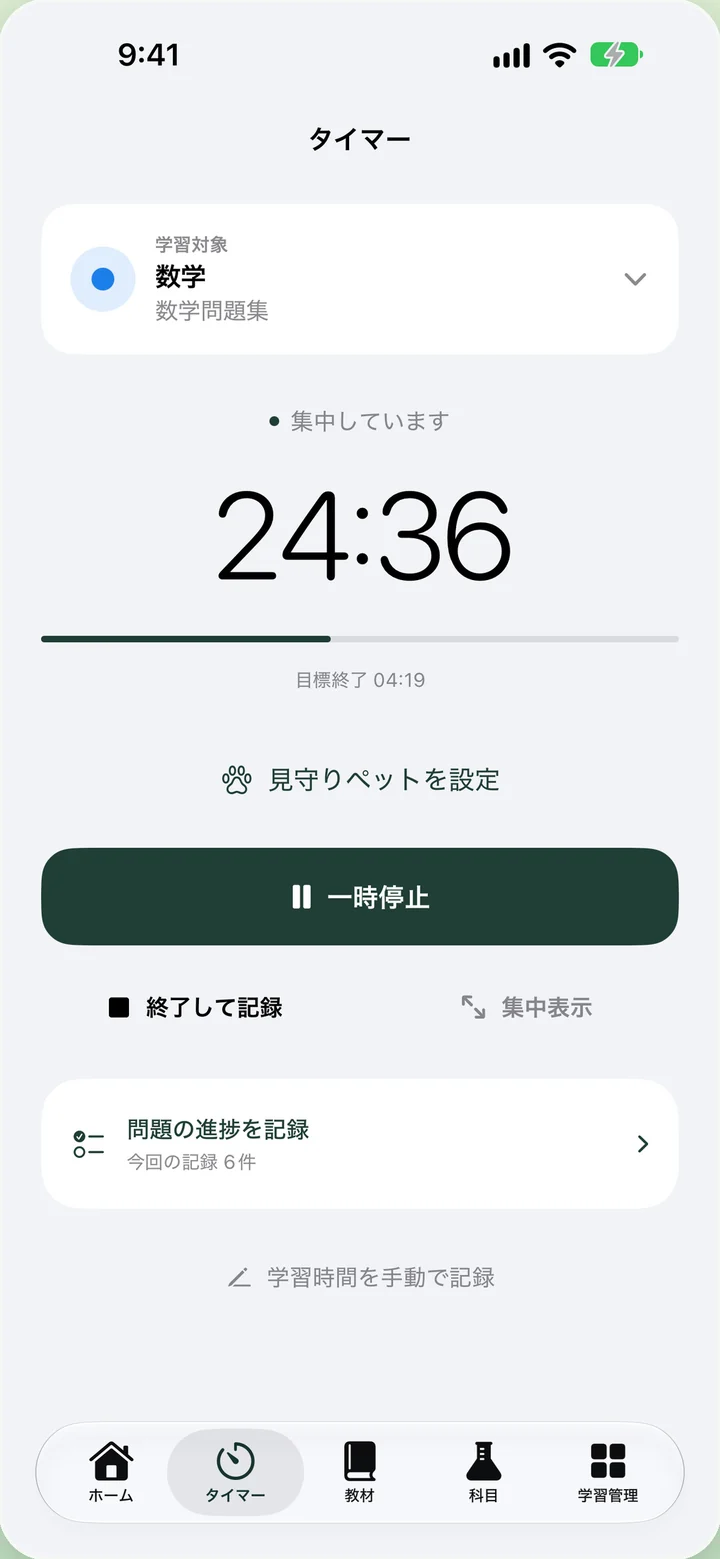 9:41
タイマー
学習対象
数学
数学問題集
集中しています
24:36
目標終了 04:19
見守りペットを設定
一時停止
終了して記録
集中表示
問題の進捗を記録
今回の記録 6件
学習時間を手動で記録
ホーム
タイマー
教材
科目
学習管理